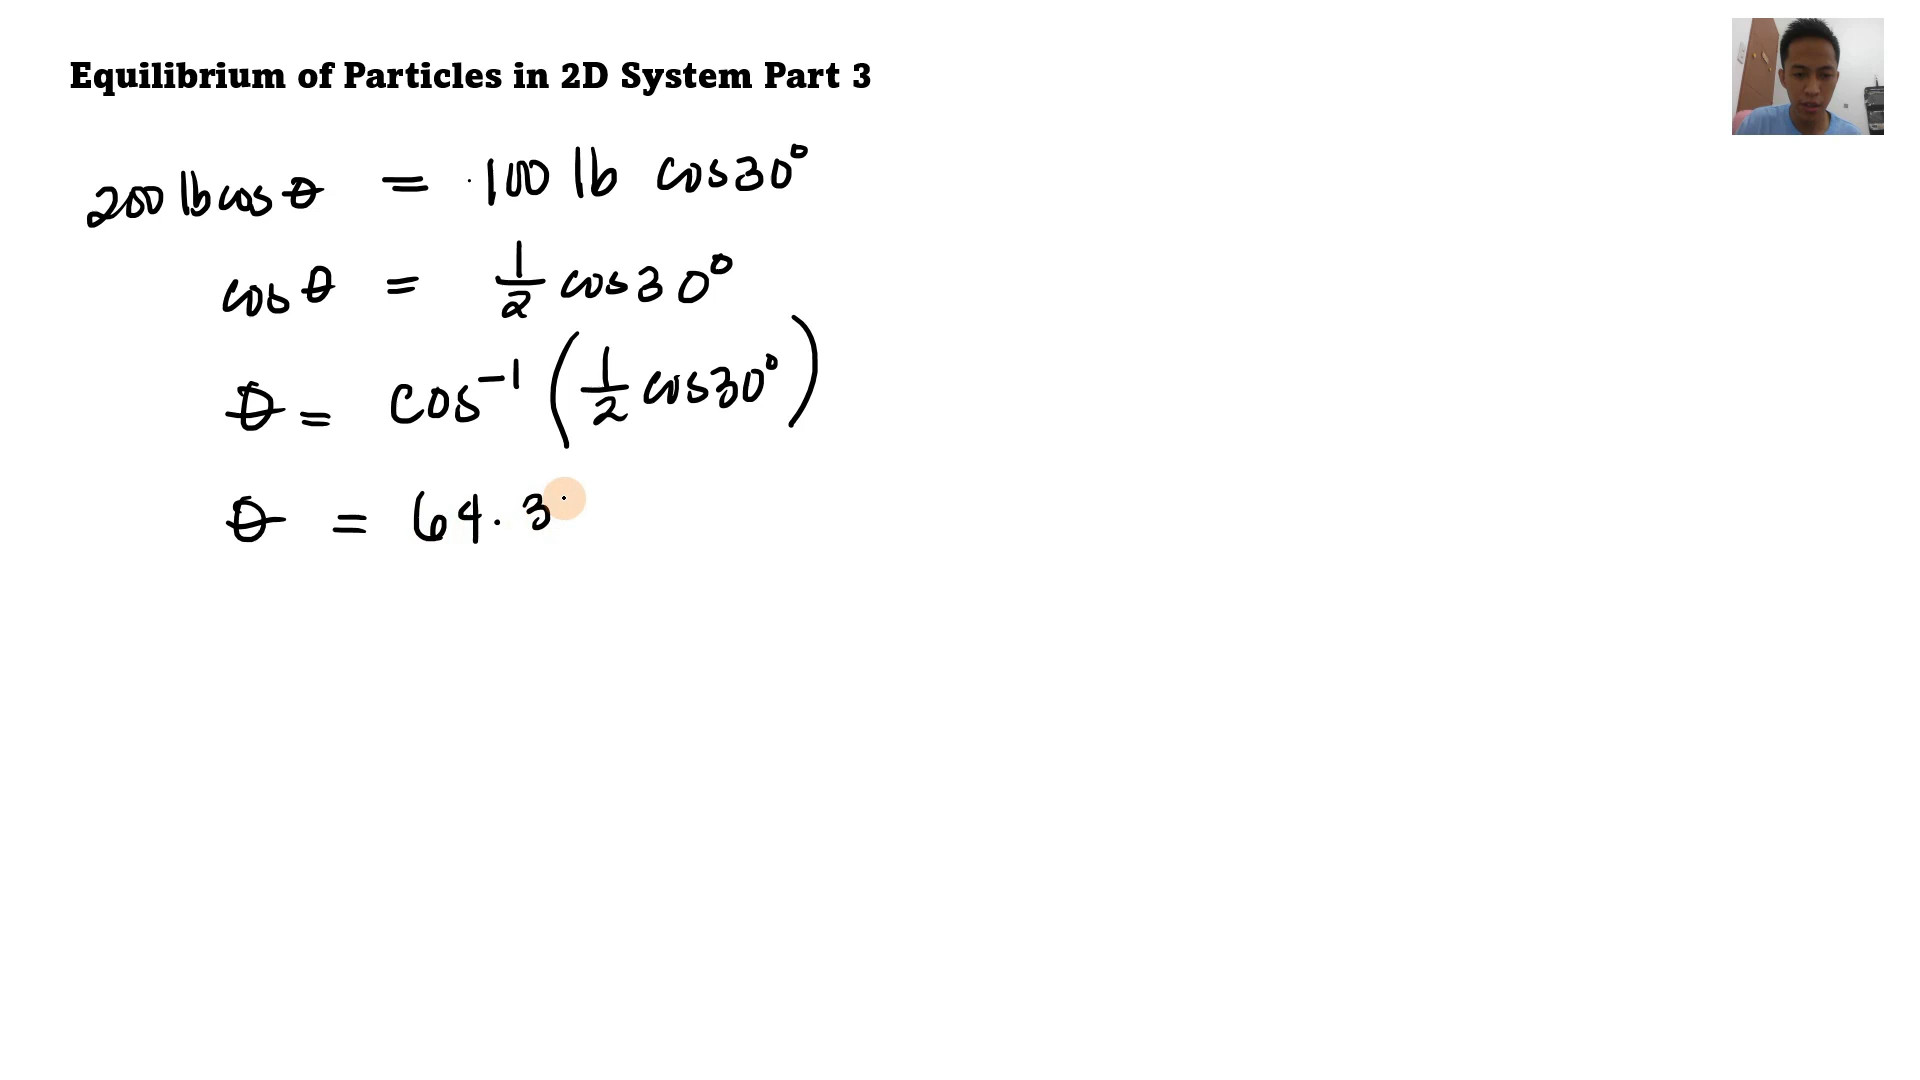 Equilibrium of Particles in 2D System Part 3
200 lb cos θ = 100 lb cos 30°
cos θ = 1/2 cos 30°
θ = cos⁻¹ (1/2 cos 30°)
θ = 64.3